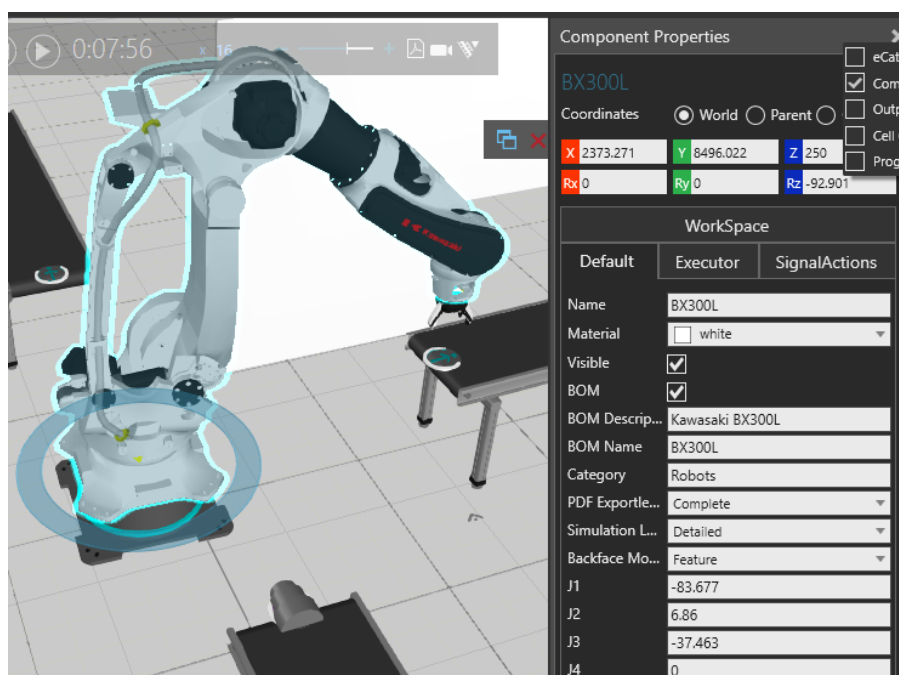 0:07:56 x 16 - +
Component Properties
eCat
Com
Outp
Cell
Prog
BX300L
Coordinates World Parent
X 2373.271 Y 8496.022 Z 250
Rx 0 Ry 0 Rz -92.901
WorkSpace
Default Executor SignalActions
Name BX300L
Material white
Visible
BOM
BOM Descrip... Kawasaki BX300L
BOM Name BX300L
Category Robots
PDF Exportle... Complete
Simulation L... Detailed
Backface Mo... Feature
J1 -83.677
J2 6.86
J3 -37.463
J4 0
Kawasaki